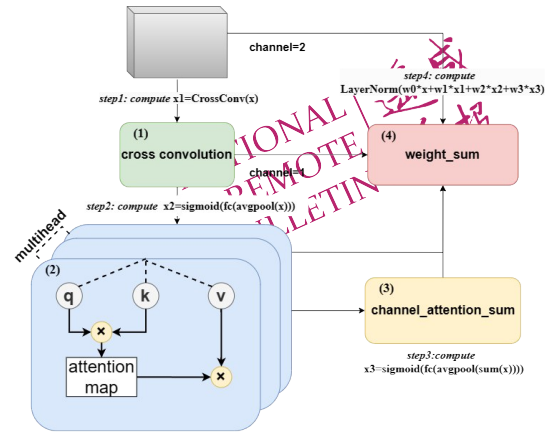 channel=2
step4: compute
LayerNorm(w0*x+w1*x1+w2*x2+w3*x3)
step1: compute x1=CrossConv(x)
(1)
cross convolution
(4)
weight_sum
channel=1
step2: compute x2=sigmoid(fc(avgpool(x)))
multihead
(2)
q
k
v
×
attention
map
×
(3)
channel_attention_sum
step3:compute
x3=sigmoid(fc(avgpool(sum(x))))
REMOTE